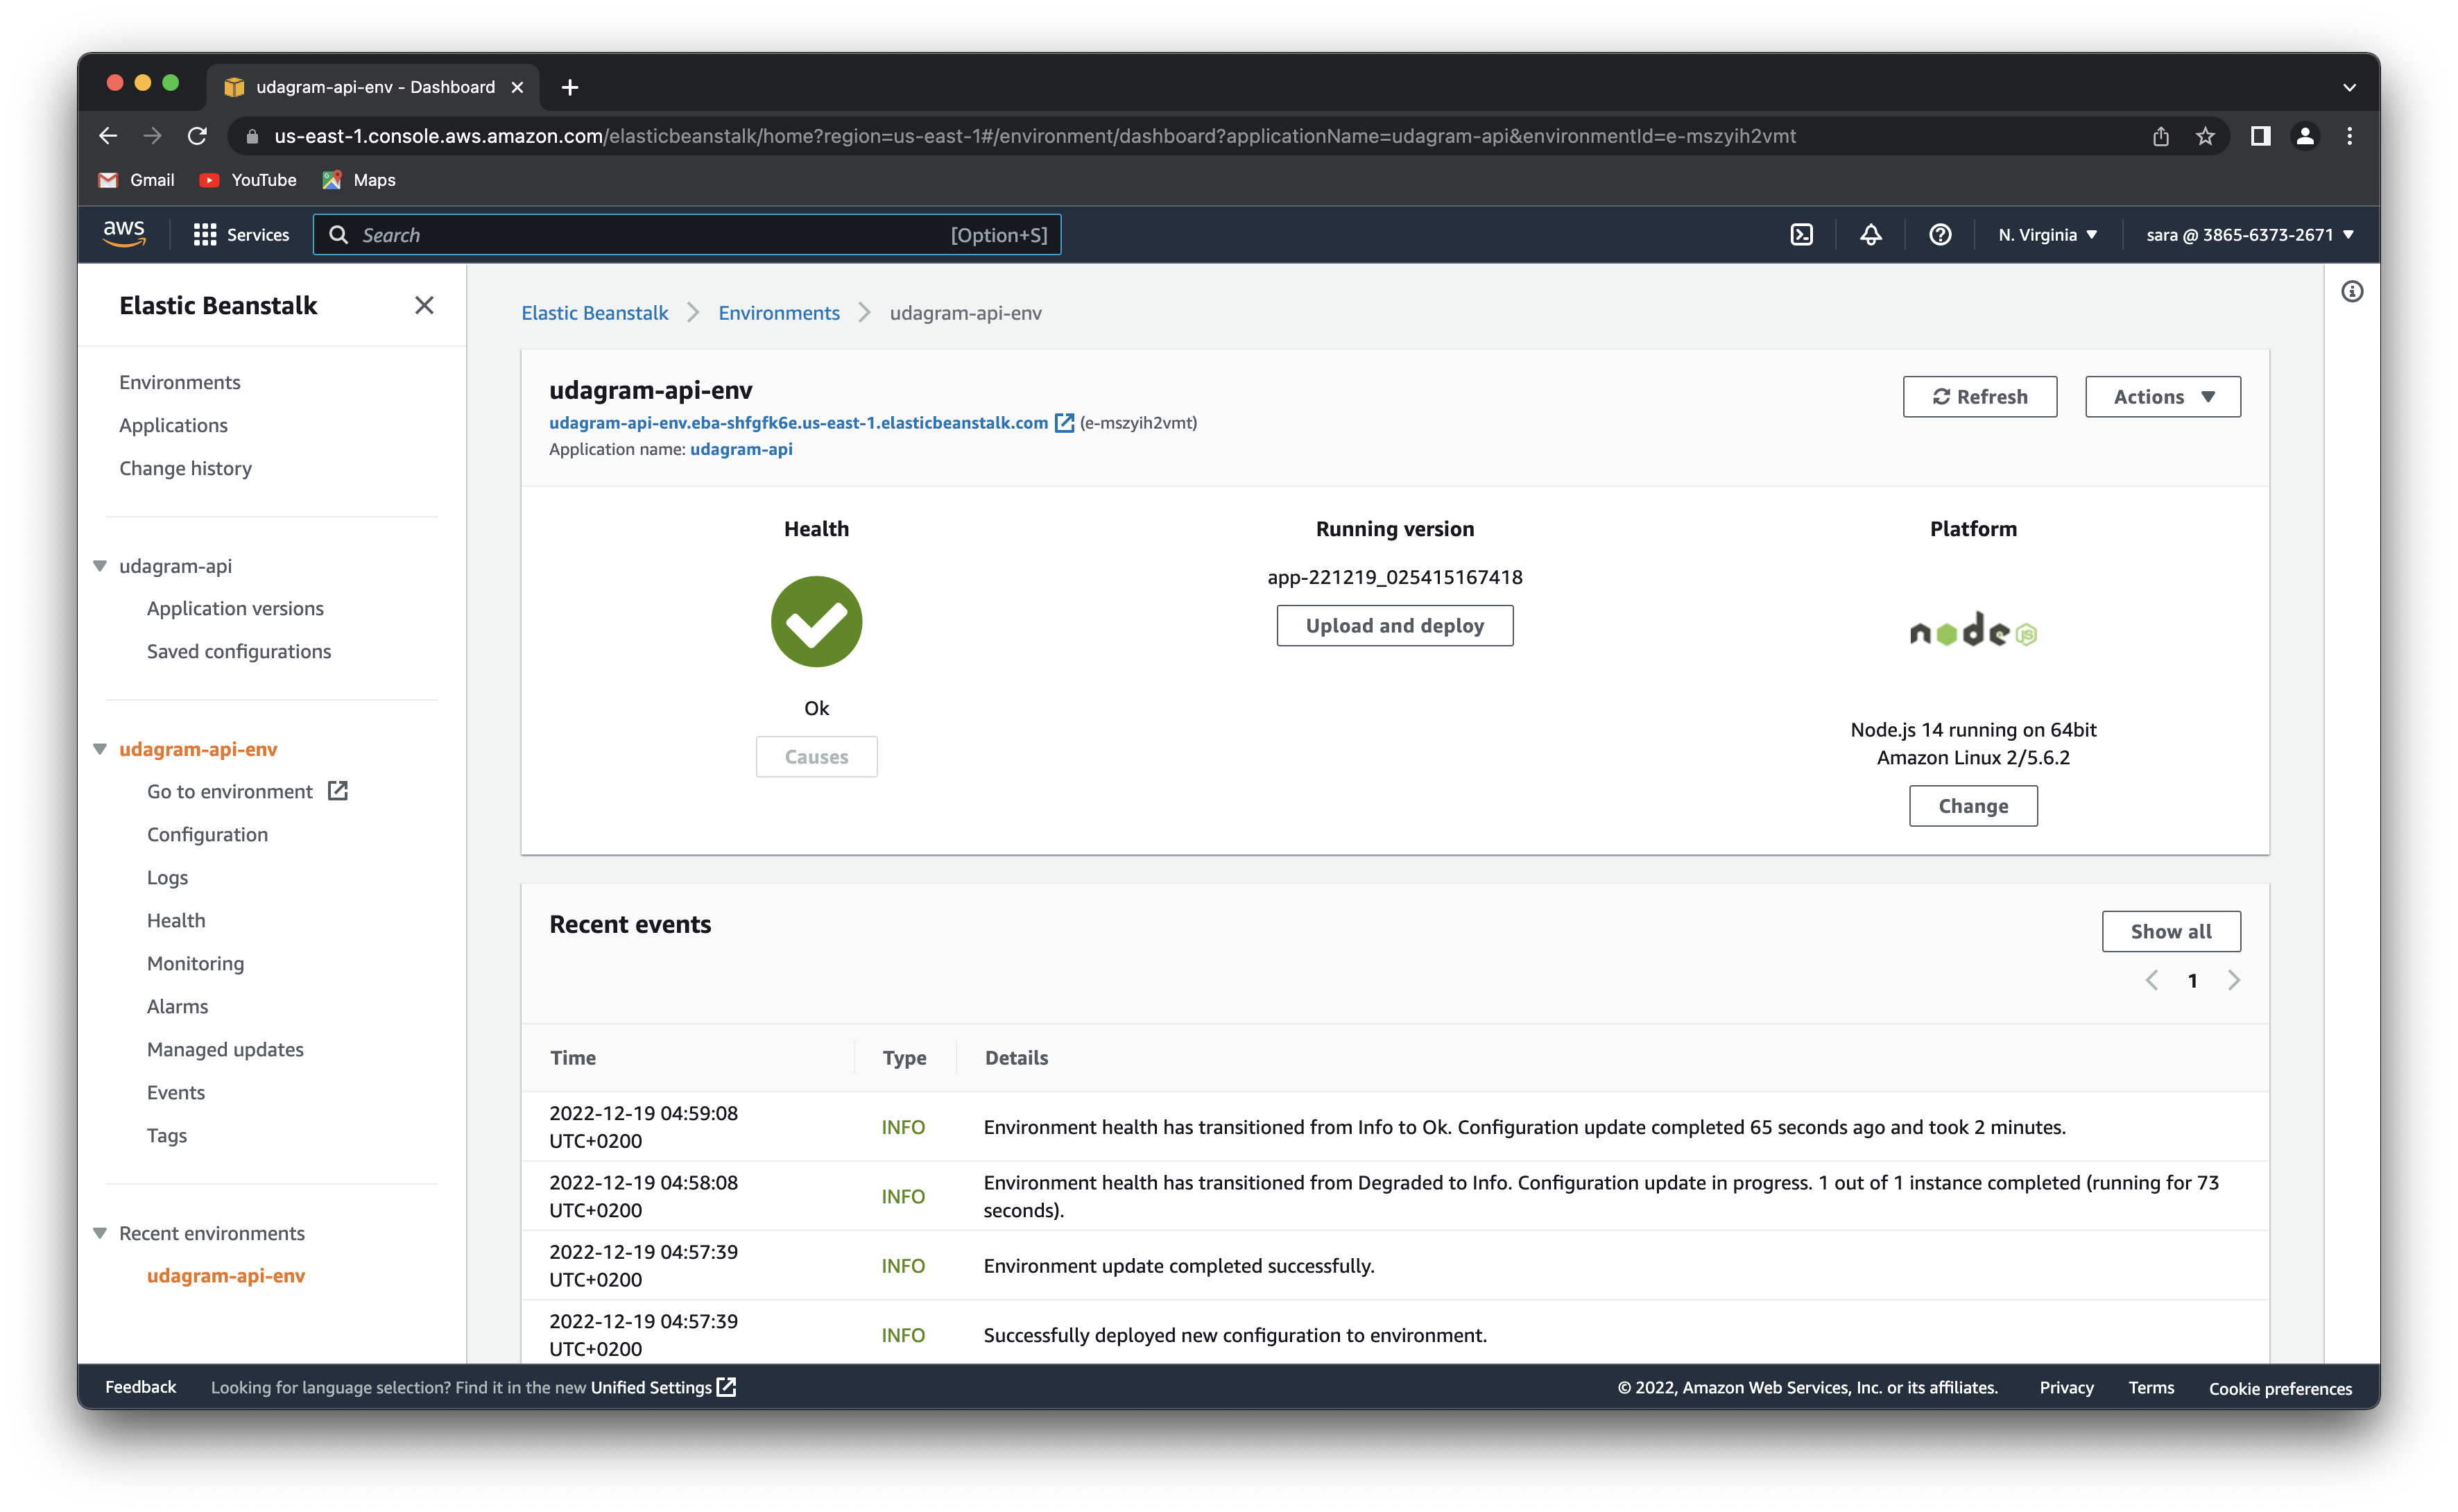 udagram-api-env - Dashboard
us-east-1.console.aws.amazon.com/elasticbeanstalk/home?region=us-east-1#/environment/dashboard?applicationName=udagram-api&environmentId=e-mszyih2vmt
Gmail YouTube Maps
aws Services Search [Option+S] N. Virginia sara @ 3865-6373-2671
Elastic Beanstalk
Environments
Applications
Change history
udagram-api
Application versions
Saved configurations
udagram-api-env
Go to environment
Configuration
Logs
Health
Monitoring
Alarms
Managed updates
Events
Tags
Recent environments
udagram-api-env
Elastic Beanstalk Environments udagram-api-env
udagram-api-env
Refresh Actions
udagram-api-env.eba-shfgfk6e.us-east-1.elasticbeanstalk.com (e-mszyih2vmt)
Application name: udagram-api
Health
Ok
Causes
Running version
app-221219_025415167418
Upload and deploy
Platform
node JS
Node.js 14 running on 64bit
Amazon Linux 2/5.6.2
Change
Recent events
Show all
1
Time Type Details
2022-12-19 04:59:08
UTC+0200
INFO
Environment health has transitioned from Info to Ok. Configuration update completed 65 seconds ago and took 2 minutes.
2022-12-19 04:58:08
UTC+0200
INFO
Environment health has transitioned from Degraded to Info. Configuration update in progress. 1 out of 1 instance completed (running for 73
seconds).
2022-12-19 04:57:39
UTC+0200
INFO
Environment update completed successfully.
2022-12-19 04:57:39
UTC+0200
INFO
Successfully deployed new configuration to environment.
Feedback Looking for language selection? Find it in the new Unified Settings © 2022, Amazon Web Services, Inc. or its affiliates. Privacy Terms Cookie preferences